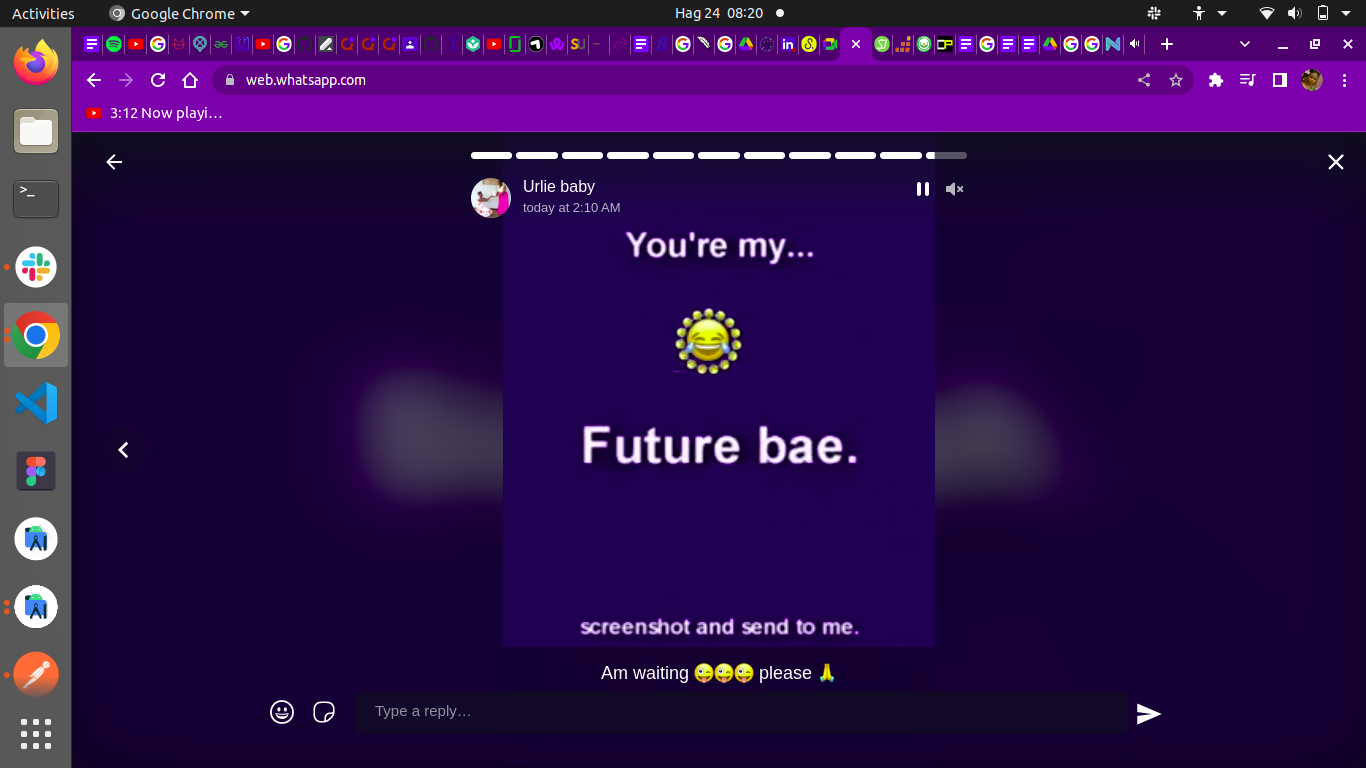 Activities
Google Chrome
Hag 24 08:20
web.whatsapp.com
3:12 Now playi…
Urlie baby
today at 2:10 AM
You're my...
Future bae.
screenshot and send to me.
Am waiting 😜😜😜 please 🙏
Type a reply…